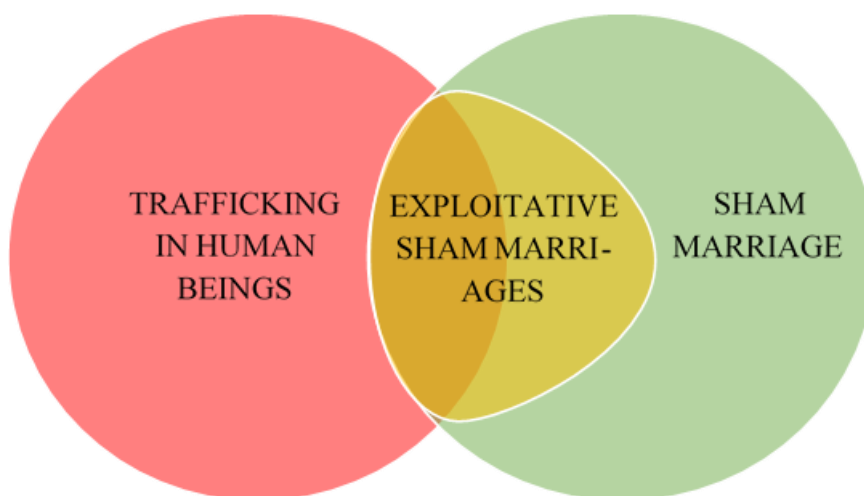 TRAFFICKING
IN HUMAN
BEINGS
EXPLOITATIVE
SHAM MARRI-
AGES
SHAM
MARRIAGE